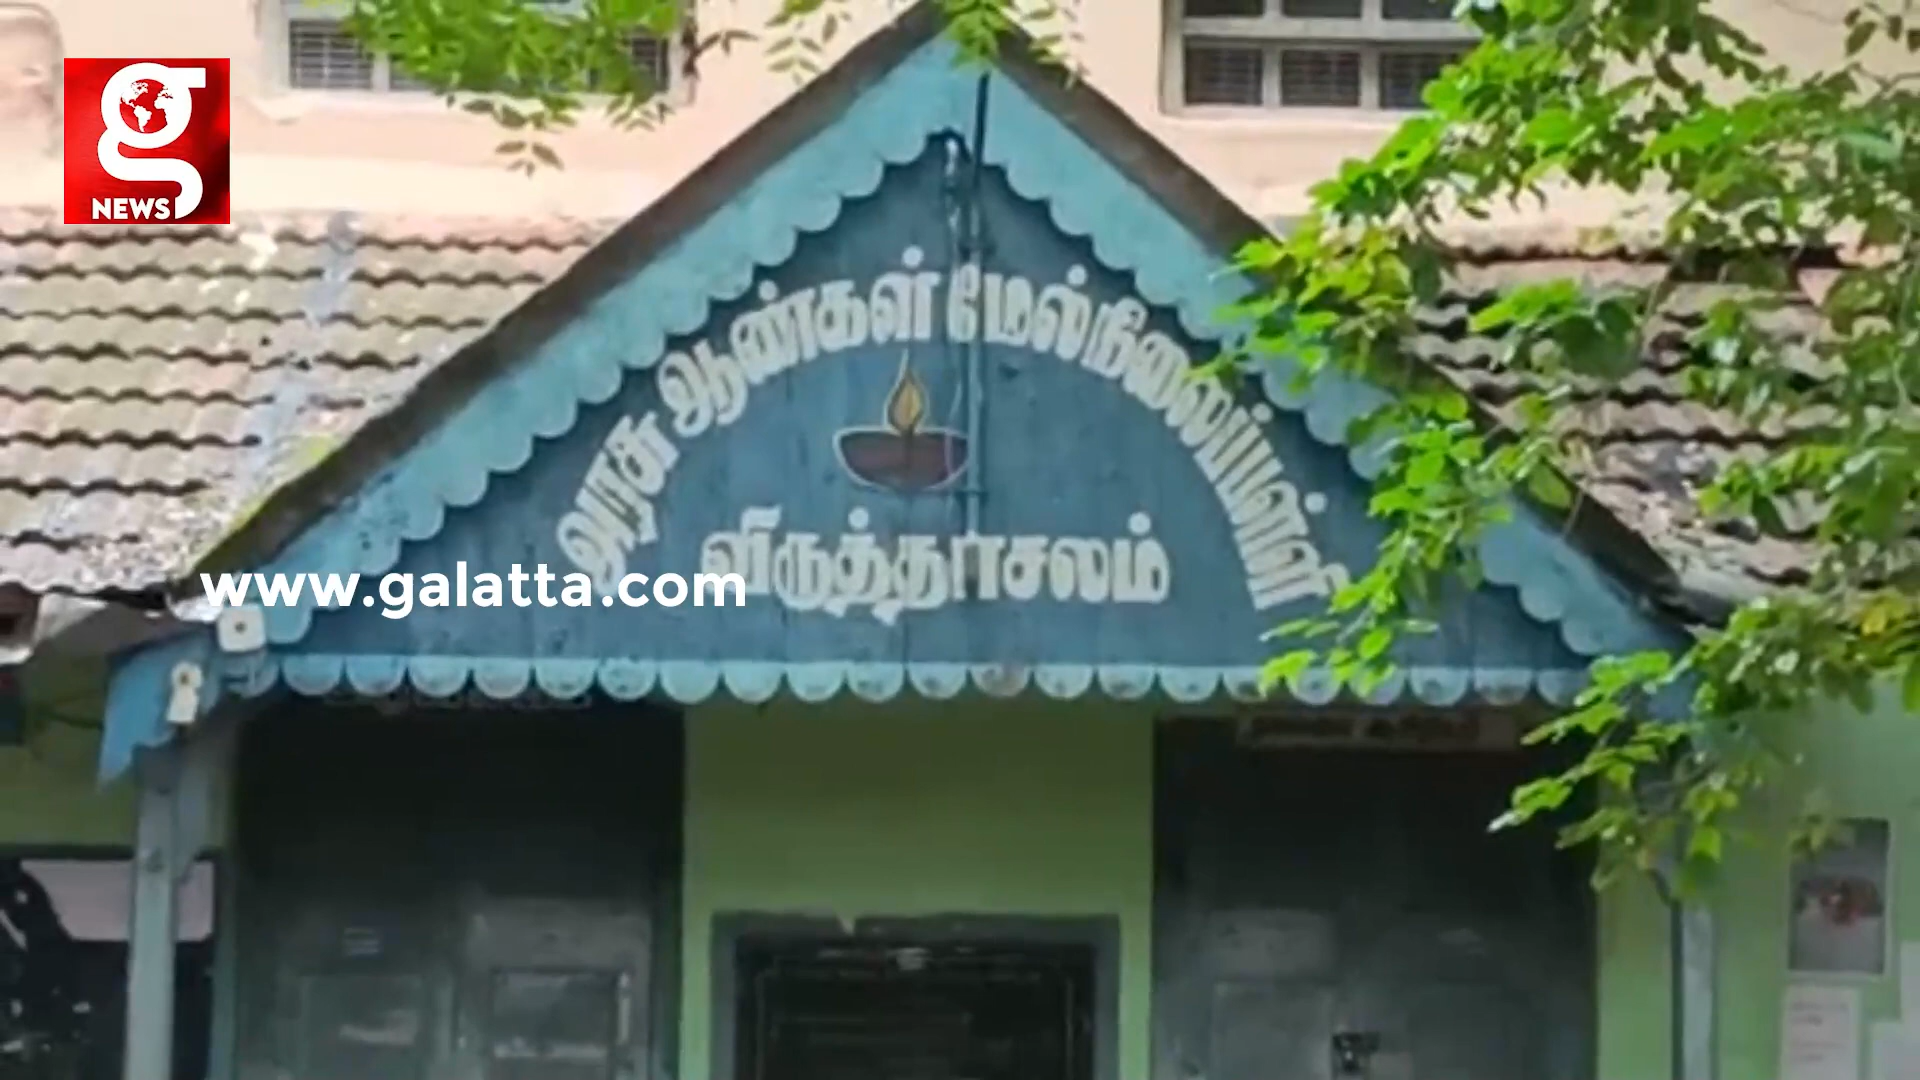 NEWS
அரசு ஆண்கள் மேல்நிலைப்பள்ளி
விருத்தாசலம்
www.galatta.com